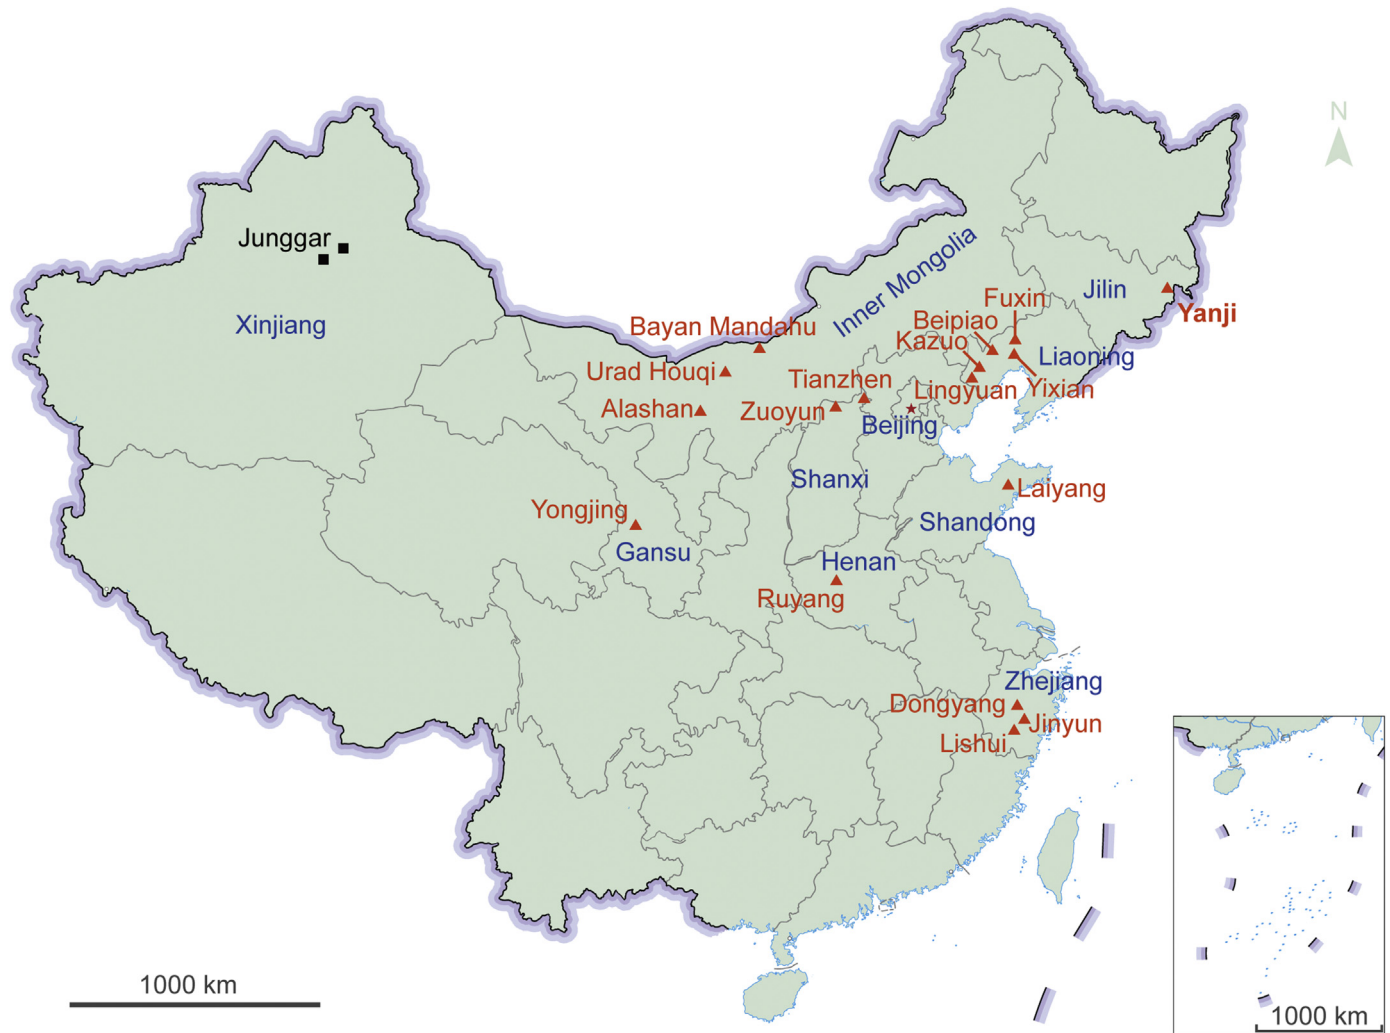 N
Junggar
Inner Mongolia
Jilin
Fuxin
Yanji
Xinjiang
Bayan Mandahu
Beipiao
Kazuo
Liaoning
Urad Houqi
Tianzhen
Lingyuan
Yixian
Alashan
Zuoyun
Beijing
Shanxi
Laiyang
Yongjing
Shandong
Gansu
Henan
Ruyang
Zhejiang
Dongyang
Jinyun
Lishui
1000 km
1000 km